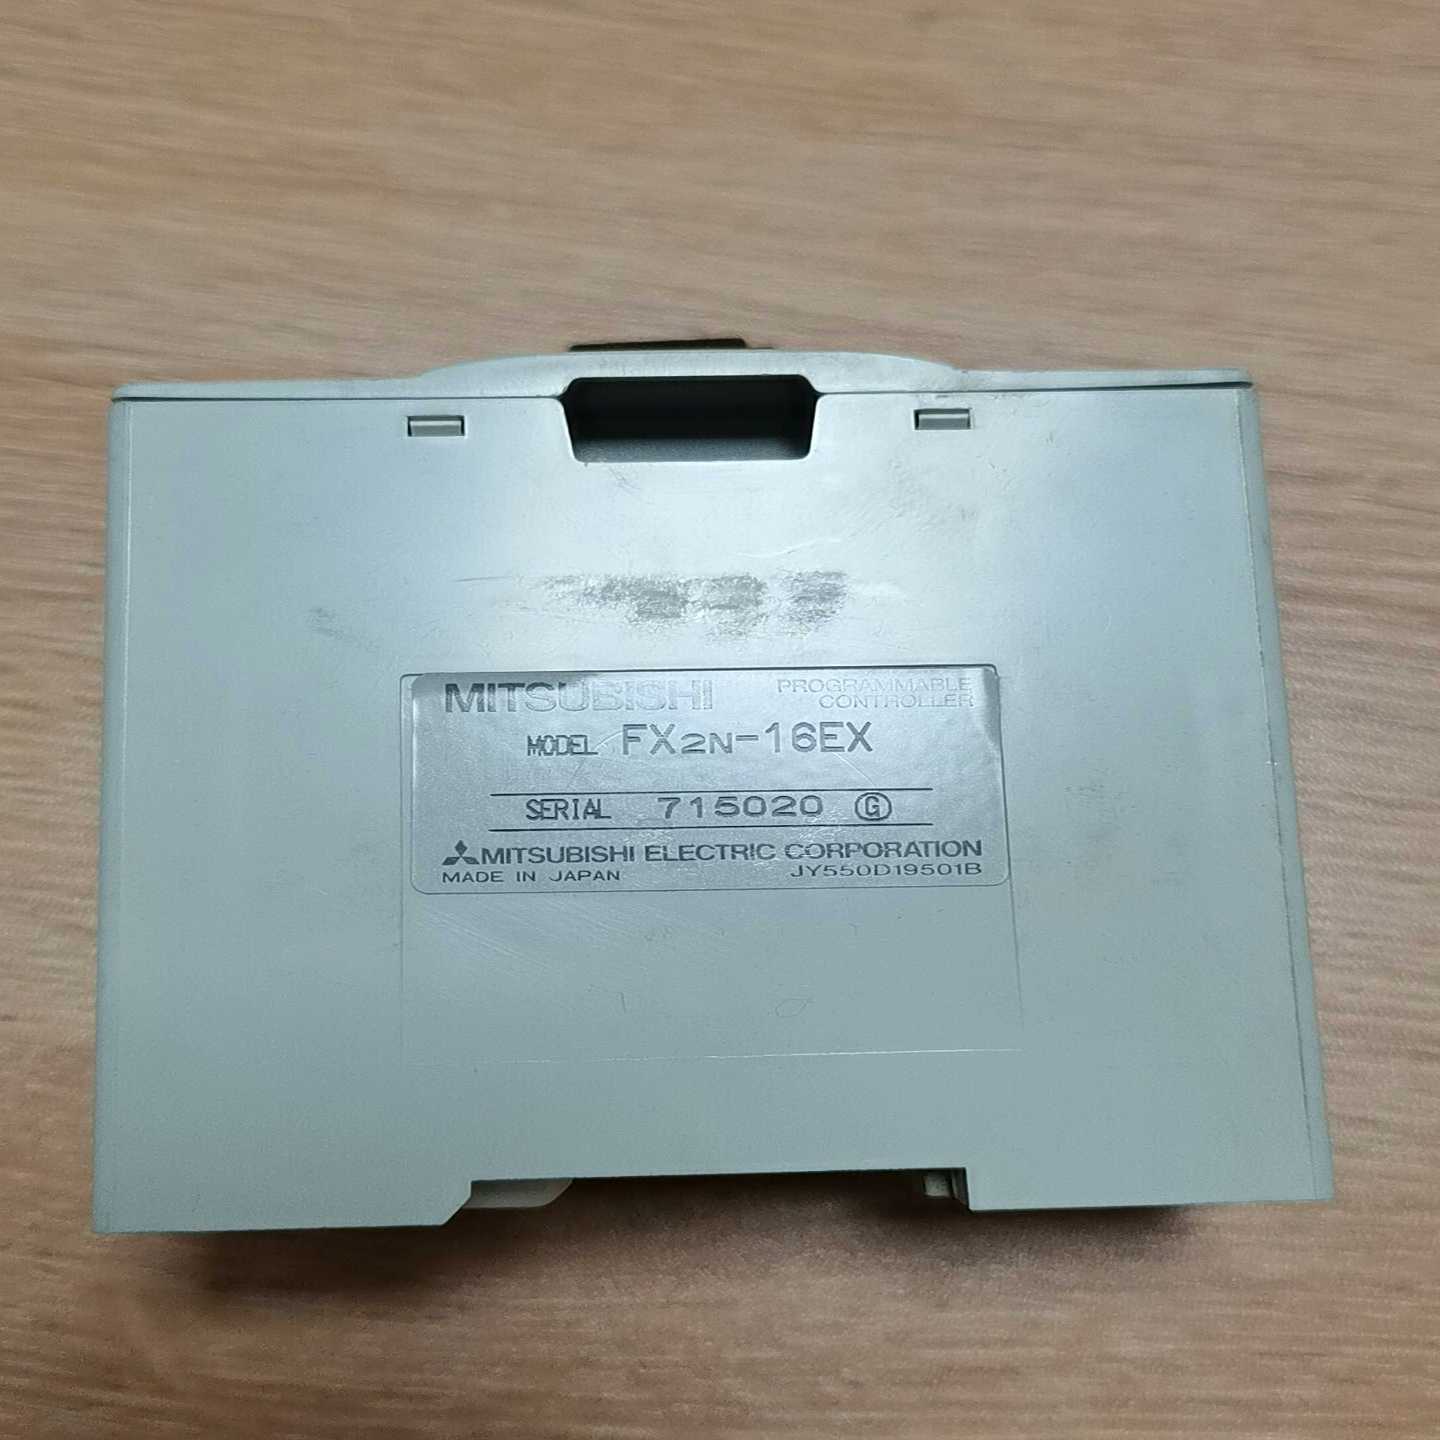 MITSUBISHI PROGRAMMABLE CONTROLLER
MODEL FX2N-16EX
SERIAL 715020 G
MITSUBISHI ELECTRIC CORPORATION
MADE IN JAPAN JY550D19501B